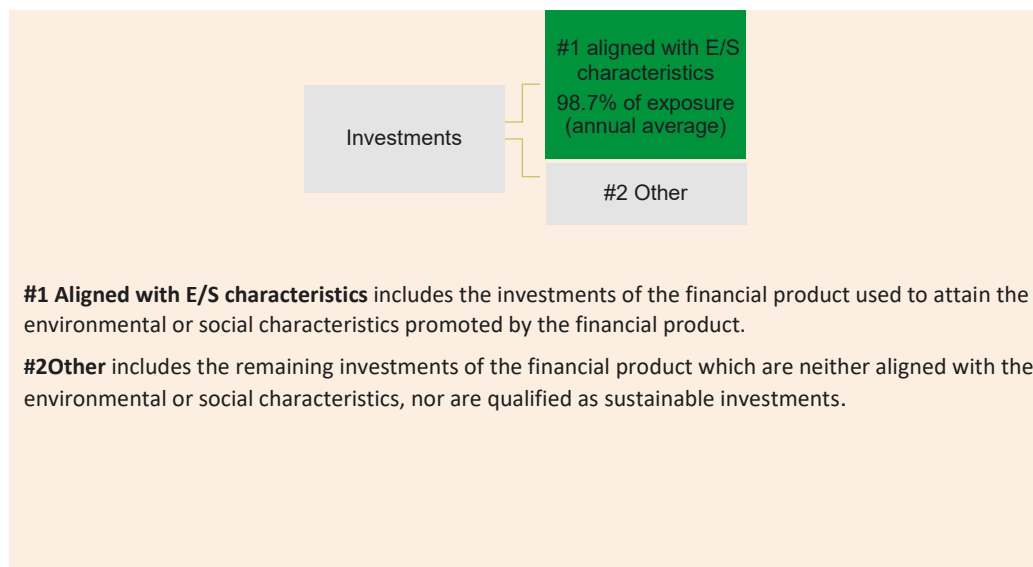 #1 aligned with E/S
characteristics
98.7% of exposure
(annual average)
Investments
#2 Other
#1 Aligned with E/S characteristics includes the investments of the financial product used to attain the
environmental or social characteristics promoted by the financial product.
#2Other includes the remaining investments of the financial product which are neither aligned with the
environmental or social characteristics, nor are qualified as sustainable investments.